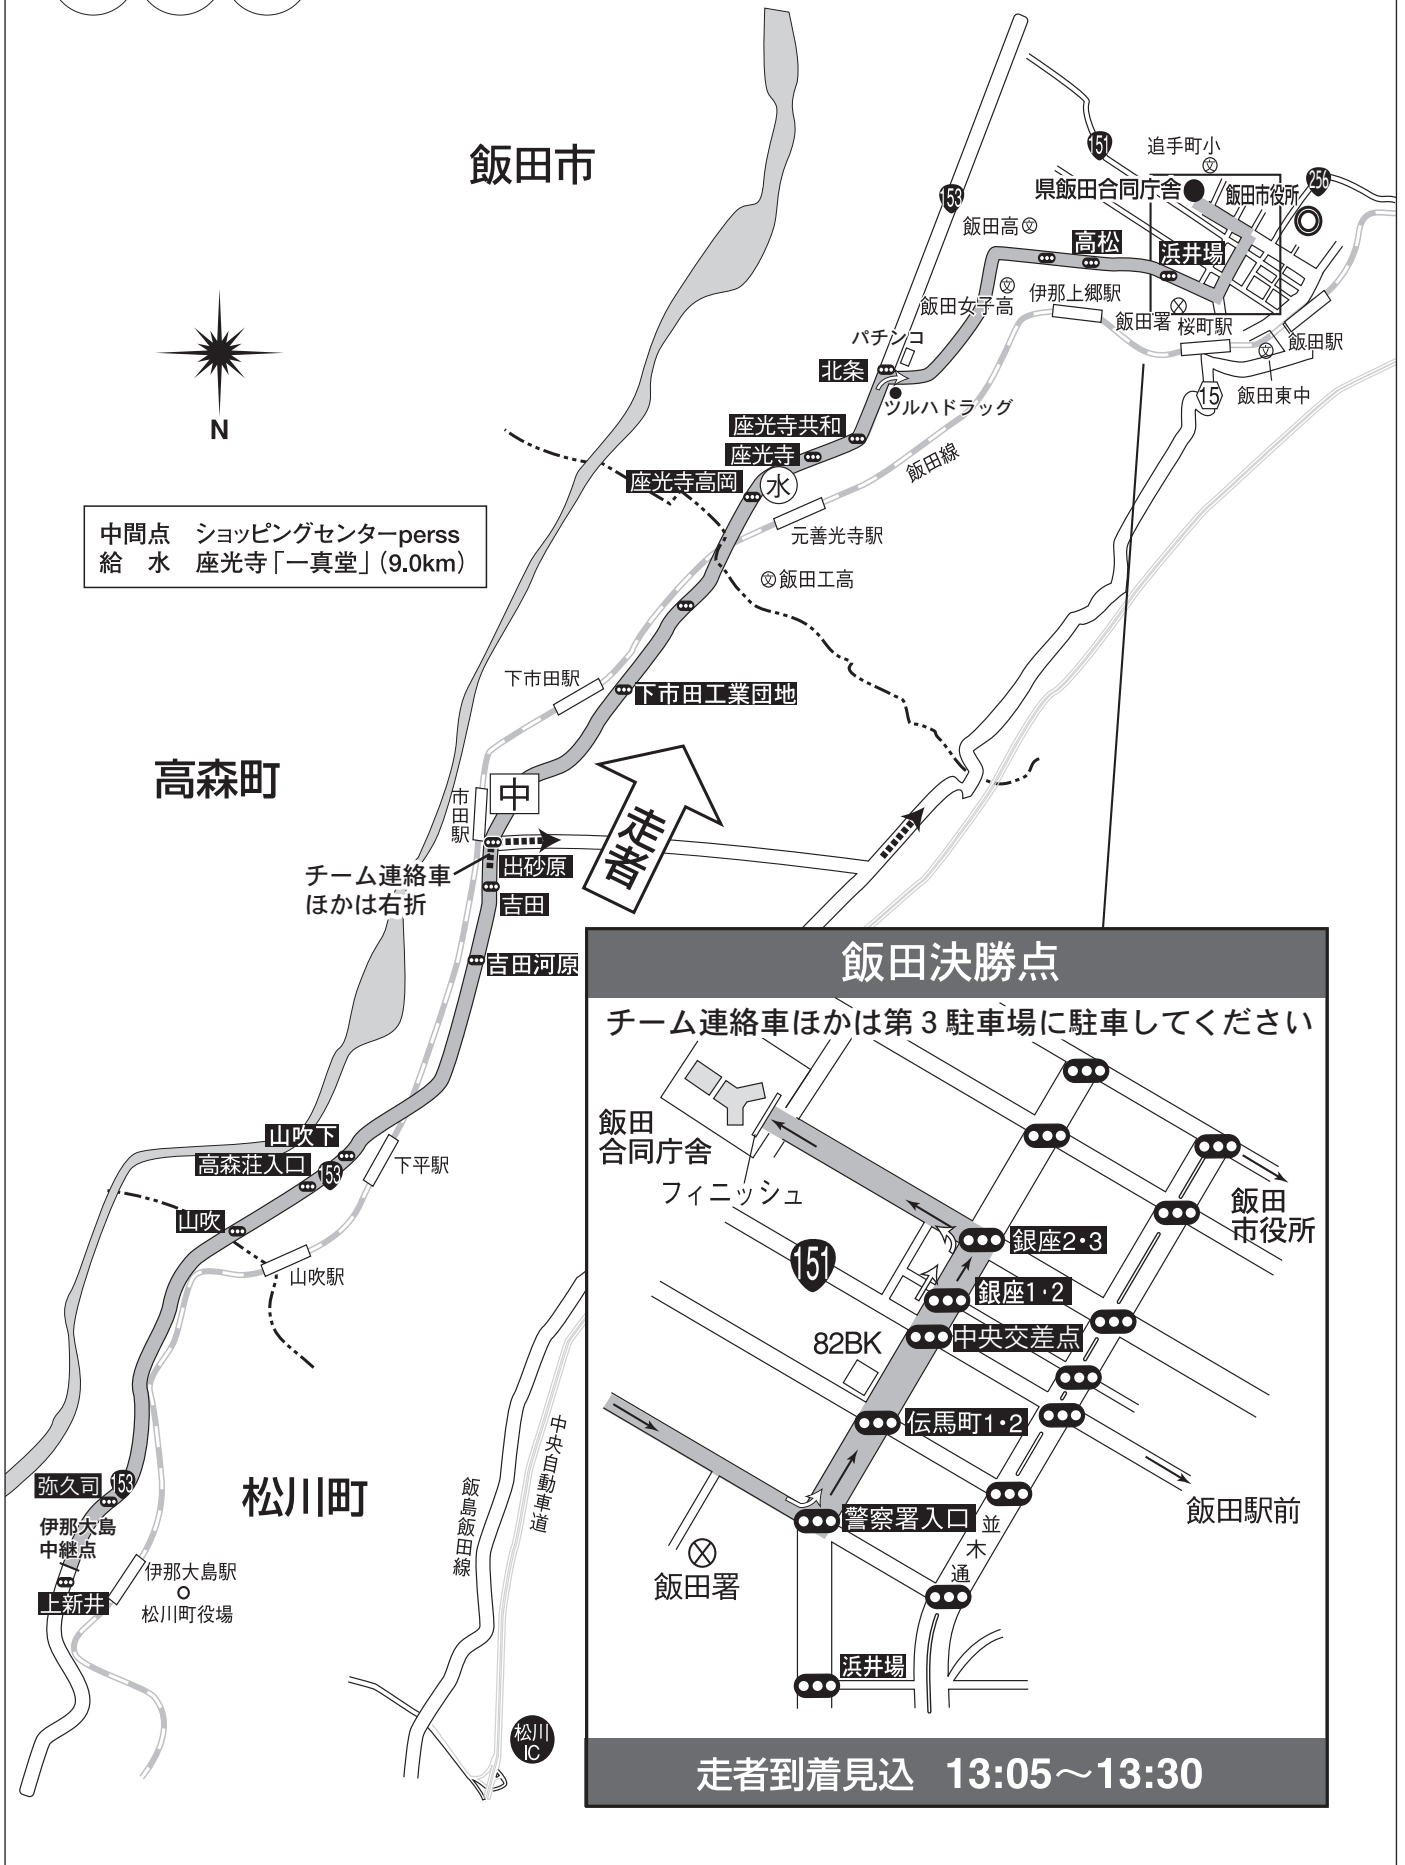 飯田市
151
追手町小
文
256
県飯田合同庁舎
飯田市役所
153
飯田高
文
高松
浜井場
文
飯田女子高
伊那上郷駅
飯田署
桜町駅
パチンコ
飯田駅
文
北条
15
飯田東中
ツルハドラッグ
座光寺共和
座光寺
飯田線
座光寺高岡
水
N
元善光寺駅
中間点 ショッピングセンターperss
給 水 座光寺「一真堂」(9.0km)
文飯田工高
下市田駅
下市田工業団地
高森町
中
市田駅
走者
出砂原
チーム連絡車
ほかは右折
吉田
吉田河原
山吹下
高森荘入口
153
下平駅
山吹
山吹駅
弥久司
153
松川町
伊那大島
中継点
伊那大島駅
上新井
松川町役場
飯島飯田線
中央自動車道
松川
IC
飯田決勝点
チーム連絡車ほかは第3駐車場に駐車してください
飯田
合同庁舎
フィニッシュ
飯田
市役所
銀座2・3
151
銀座1・2
中央交差点
82BK
伝馬町1・2
飯田駅前
警察署入口
並木通
飯田署
浜井場
走者到着見込 13:05〜13:30